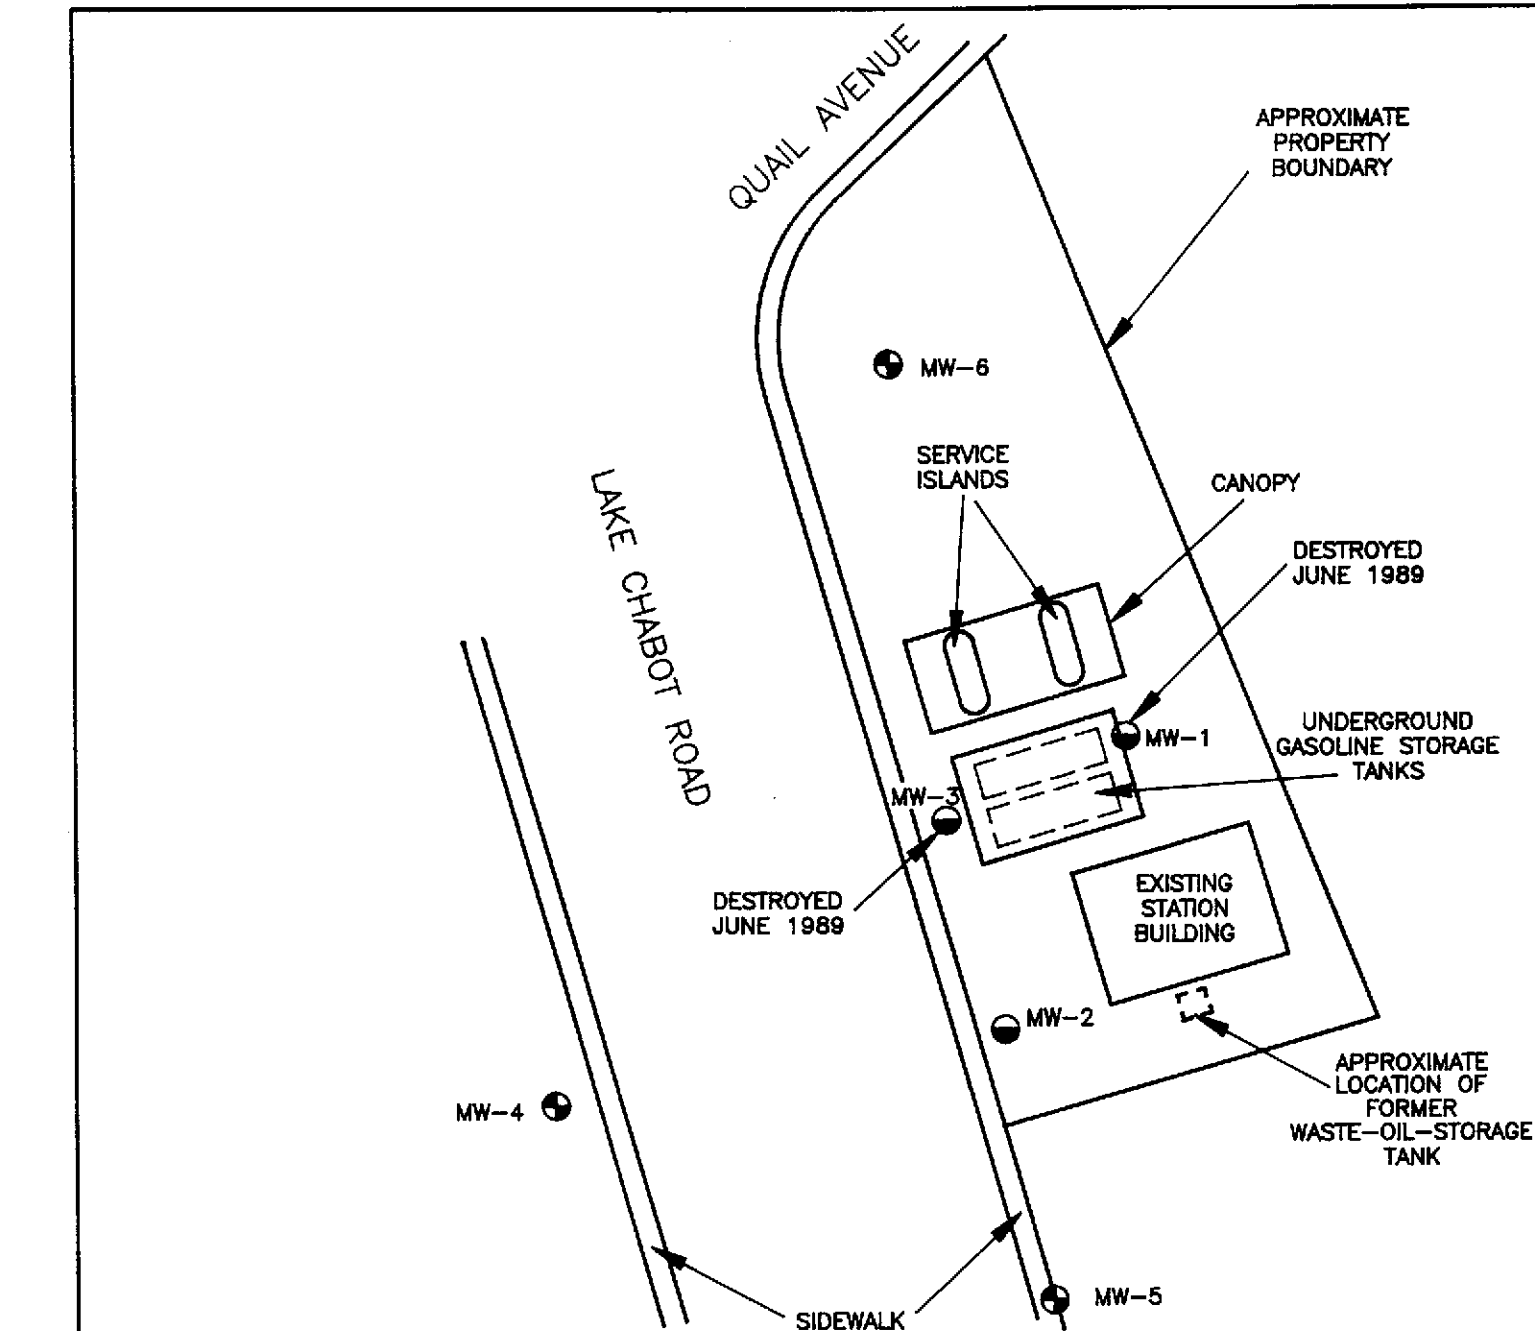 QUAIL AVENUE
APPROXIMATE
PROPERTY
BOUNDARY
MW-6
SERVICE
ISLANDS
CANOPY
LAKE CHABOT ROAD
DESTROYED
JUNE 1989
MW-1
UNDERGROUND
GASOLINE STORAGE
TANKS
MW-3
DESTROYED
JUNE 1989
EXISTING
STATION
BUILDING
MW-2
APPROXIMATE
LOCATION OF
FORMER
WASTE-OIL-STORAGE
TANK
MW-4
MW-5
SIDEWALK